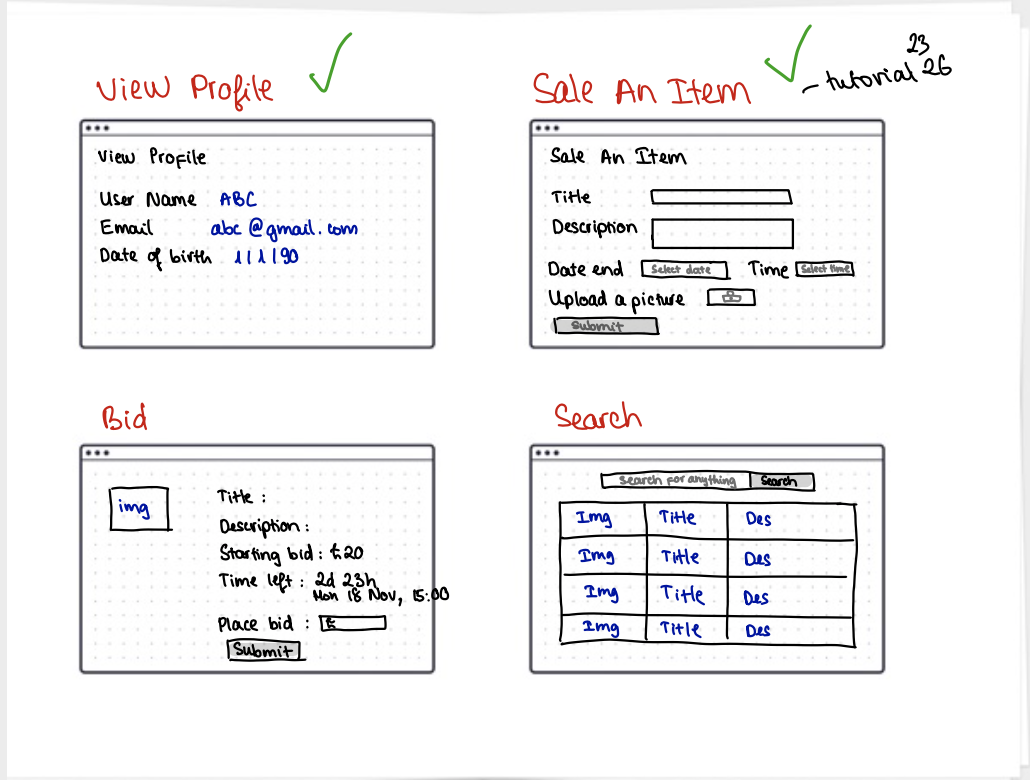 View Profile
View Profile
User Name ABC
Email abc@gmail.com
Date of birth 1/1/90
Sale An Item
23
- tutorial 26
Sale An Item
Title
Description
Date end Select date Time Select time
Upload a picture
Submit
Bid
img
Title :
Description :
Starting bid : £20
Time left : 2d 23h
Mon 18 Nov, 15:00
Place bid : £
Submit
Search
Search for anything Search
Img Title Des
Img Title Des
Img Title Des
Img Title Des